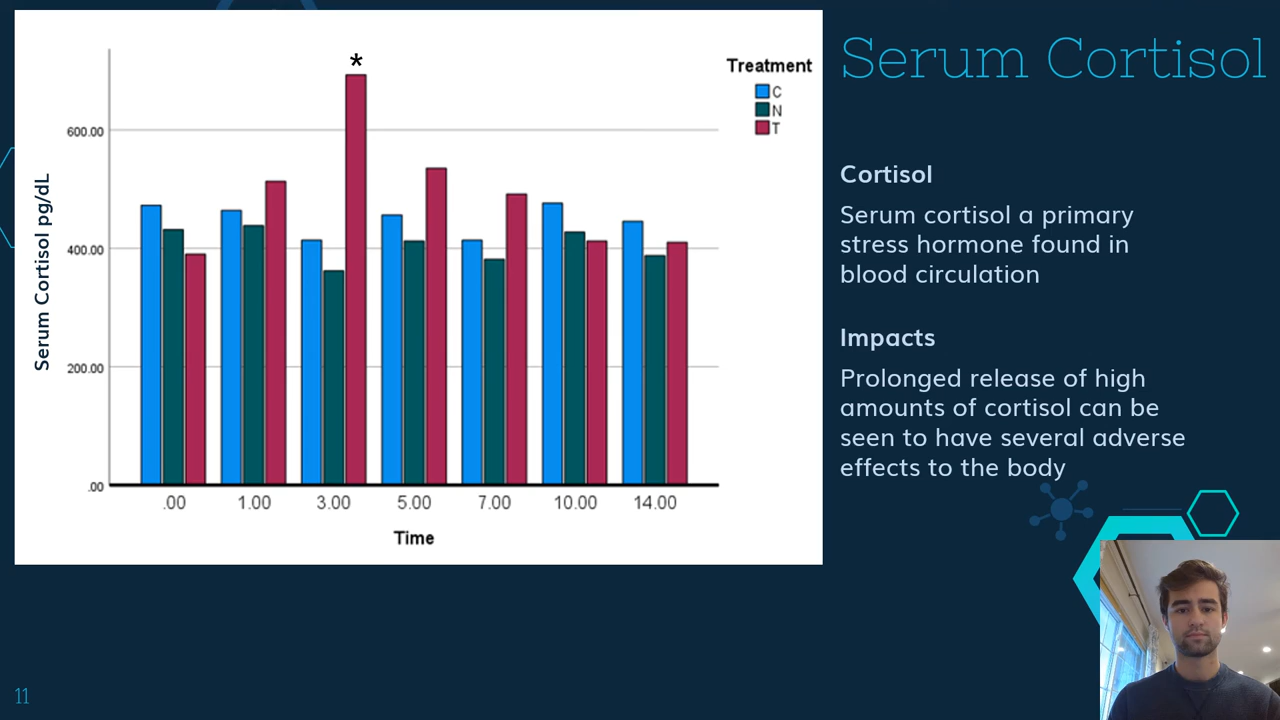 Serum Cortisol
*
Treatment
C
N
T
600.00
400.00
200.00
.00
Serum Cortisol pg/dL
.00 1.00 3.00 5.00 7.00 10.00 14.00
Time
Cortisol
Serum cortisol a primary
stress hormone found in
blood circulation
Impacts
Prolonged release of high
amounts of cortisol can be
seen to have several adverse
effects to the body
11